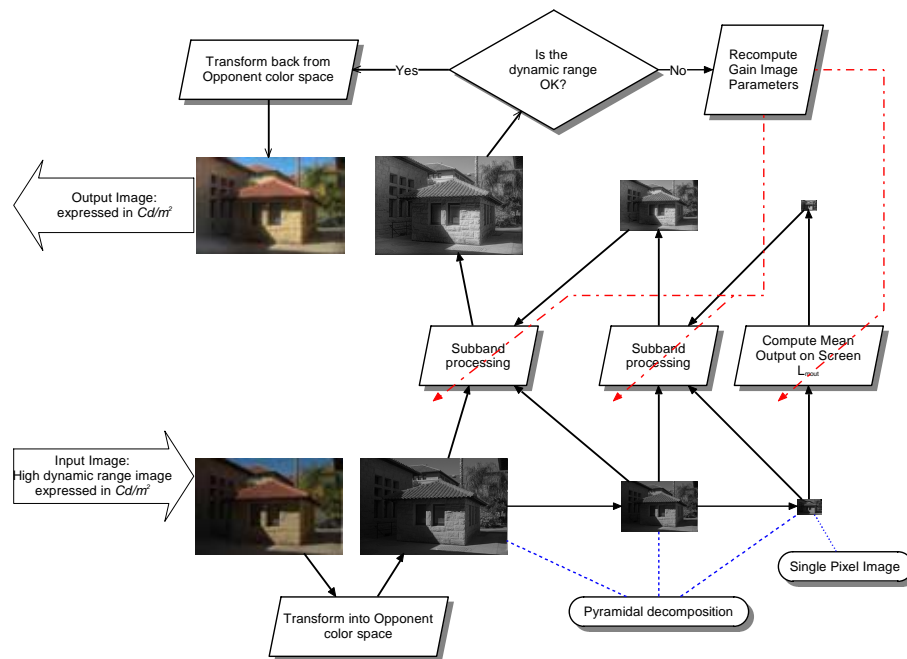 Transform back from
Opponent color space
Yes
Is the
dynamic range
OK?
No
Recompute
Gain Image
Parameters
Output Image:
expressed in Cd/m²
Subband
processing
Subband
processing
Compute Mean
Output on Screen
Lmout
Input Image:
High dynamic range image
expressed in Cd/m²
Single Pixel Image
Pyramidal decomposition
Transform into Opponent
color space